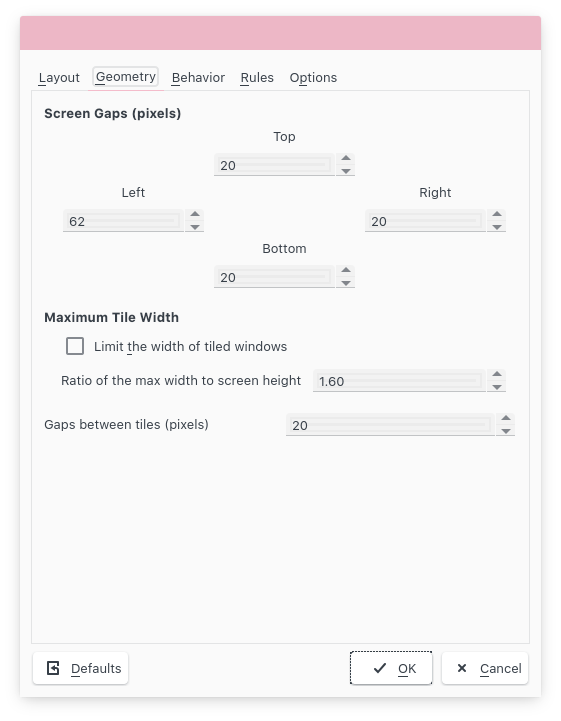 Layout Geometry Behavior Rules Options
Screen Gaps (pixels)
Top
20
Left Right
62 20
Bottom
20
Maximum Tile Width
Limit the width of tiled windows
Ratio of the max width to screen height 1.60
Gaps between tiles (pixels) 20
Defaults OK Cancel